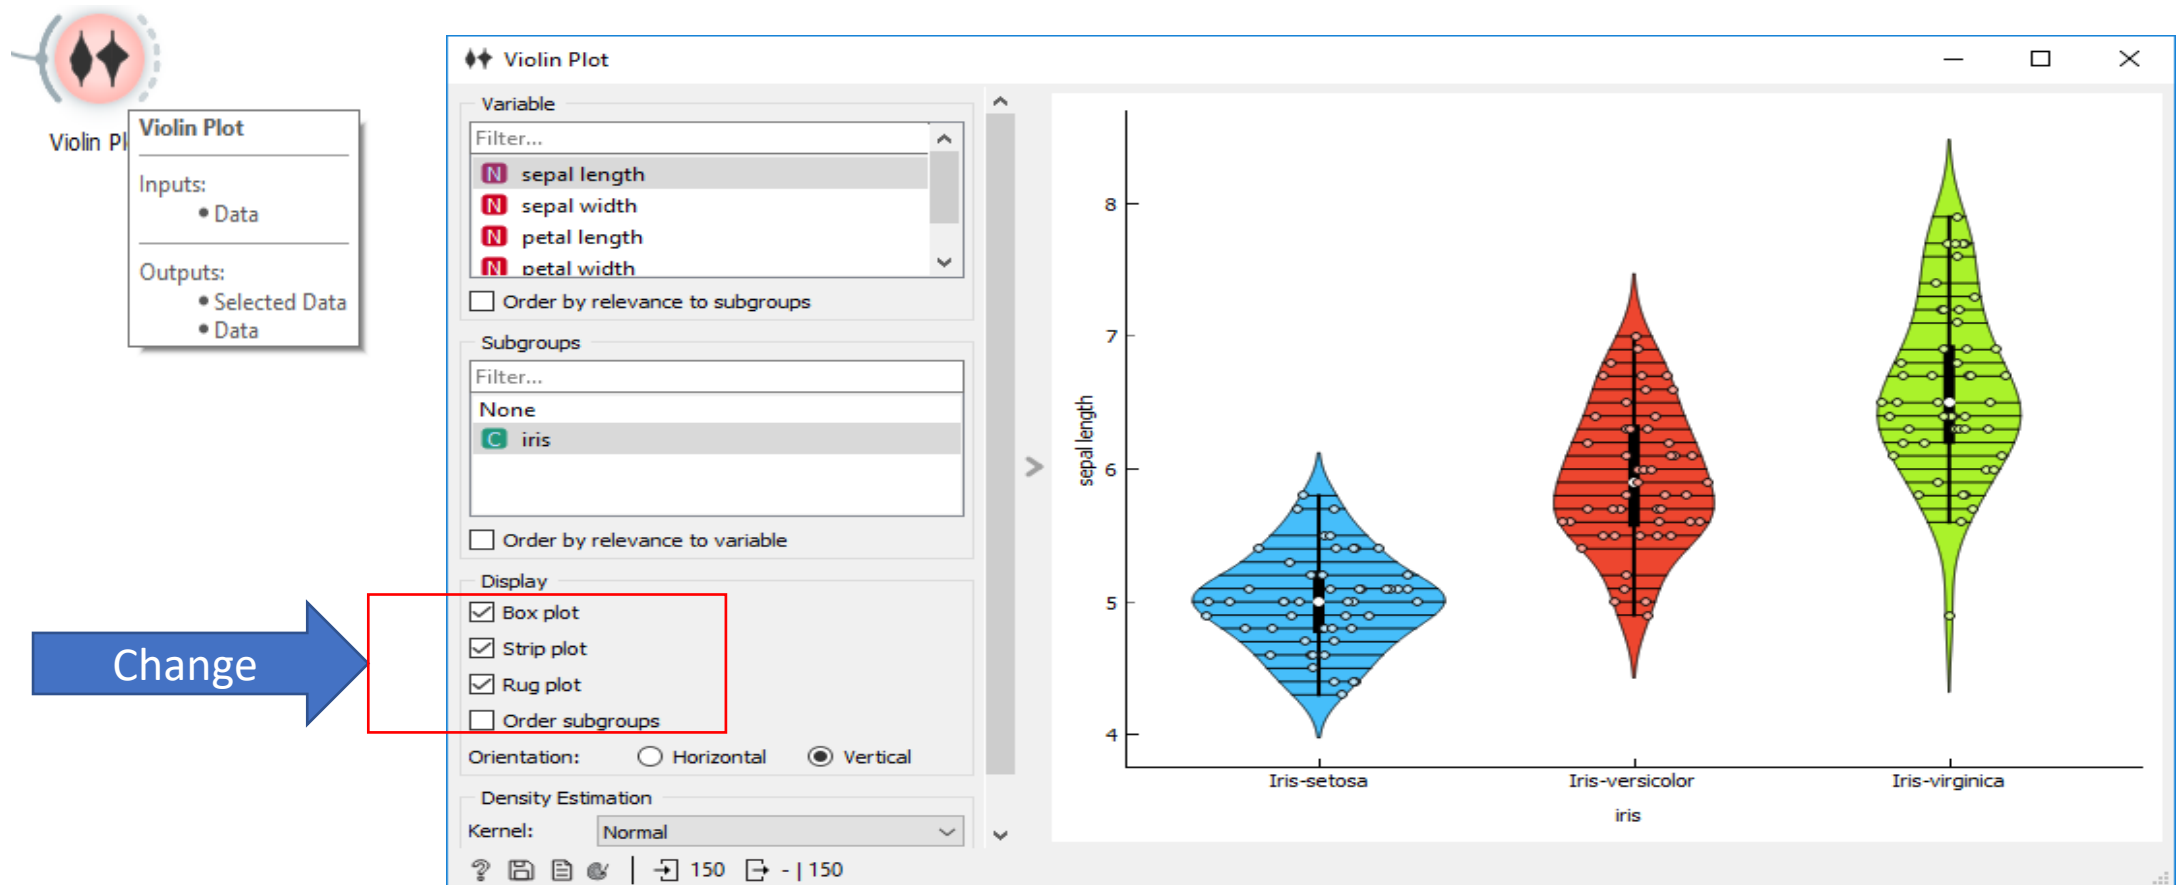 Violin Pl
Violin Plot
Inputs:
• Data
Outputs:
• Selected Data
• Data
Change
Violin Plot
Variable
Filter...
N sepal length
N sepal width
N petal length
N petal width
Order by relevance to subgroups
Subgroups
Filter...
None
C iris
Order by relevance to variable
Display
Box plot
Strip plot
Rug plot
Order subgroups
Orientation: Horizontal Vertical
Density Estimation
Kernel: Normal
? 150 - | 150
sepal length
8
7
6
5
4
Iris-setosa Iris-versicolor Iris-virginica
iris